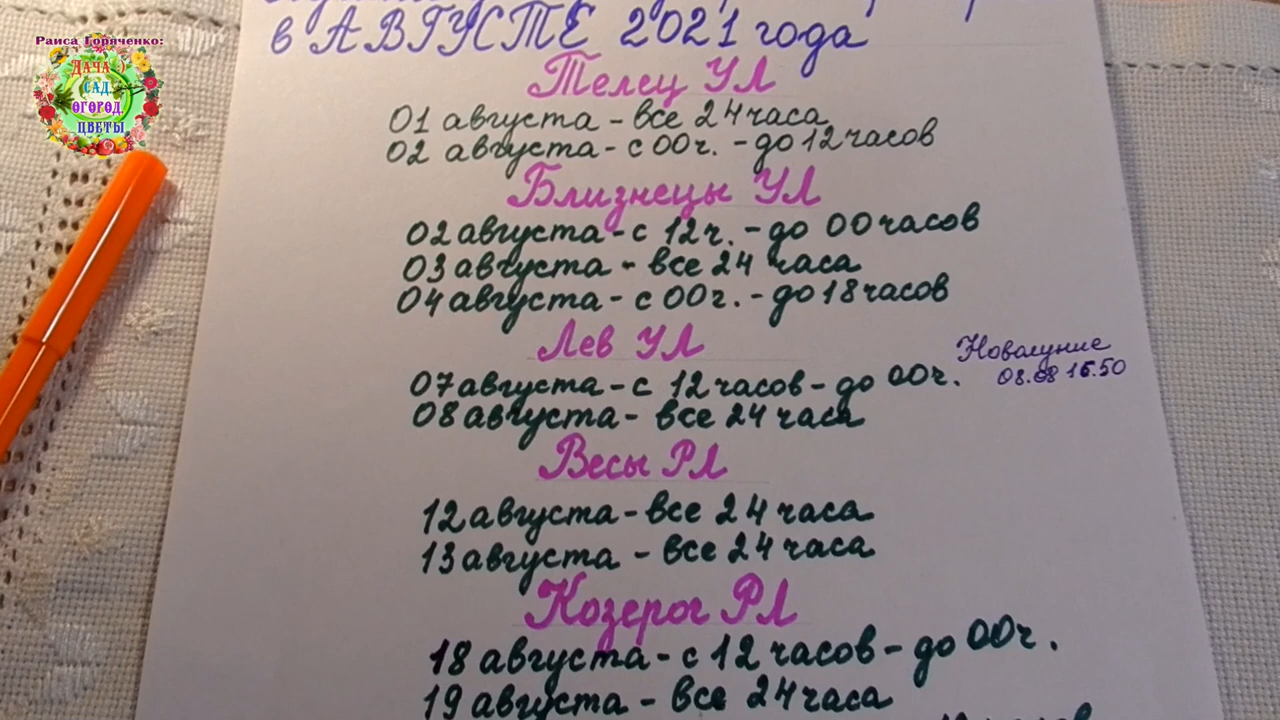 Раиса Горяченко:
Дача :)
сад,
огород,
цветы
в АВГУСТЕ 2021 года
Телец УЛ
01 августа - все 24 часа
02 августа - с 00ч. - до 12 часов
Близнецы УЛ
02 августа - с 12 ч. - до 00 часов
03 августа - все 24 часа
04 августа - с 00ч. - до 18 часов
Лев УЛ
07 августа - с 12 часов - до 00ч.
08 августа - все 24 часа
Новолуние
08.08 16.50
Весы РЛ
12 августа - все 24 часа
13 августа - все 24 часа
Козерог РЛ
18 августа - с 12 часов - до 00ч.
19 августа - все 24 часа